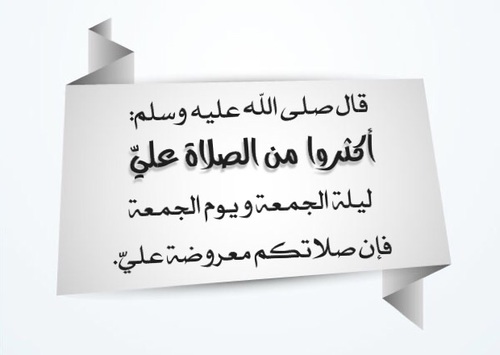 قال صلى الله عليه وسلم:
أكثروا من الصلاة عليّ
ليلة الجمعة ويوم الجمعة
فإن صلاتكم معروضة عليّ.